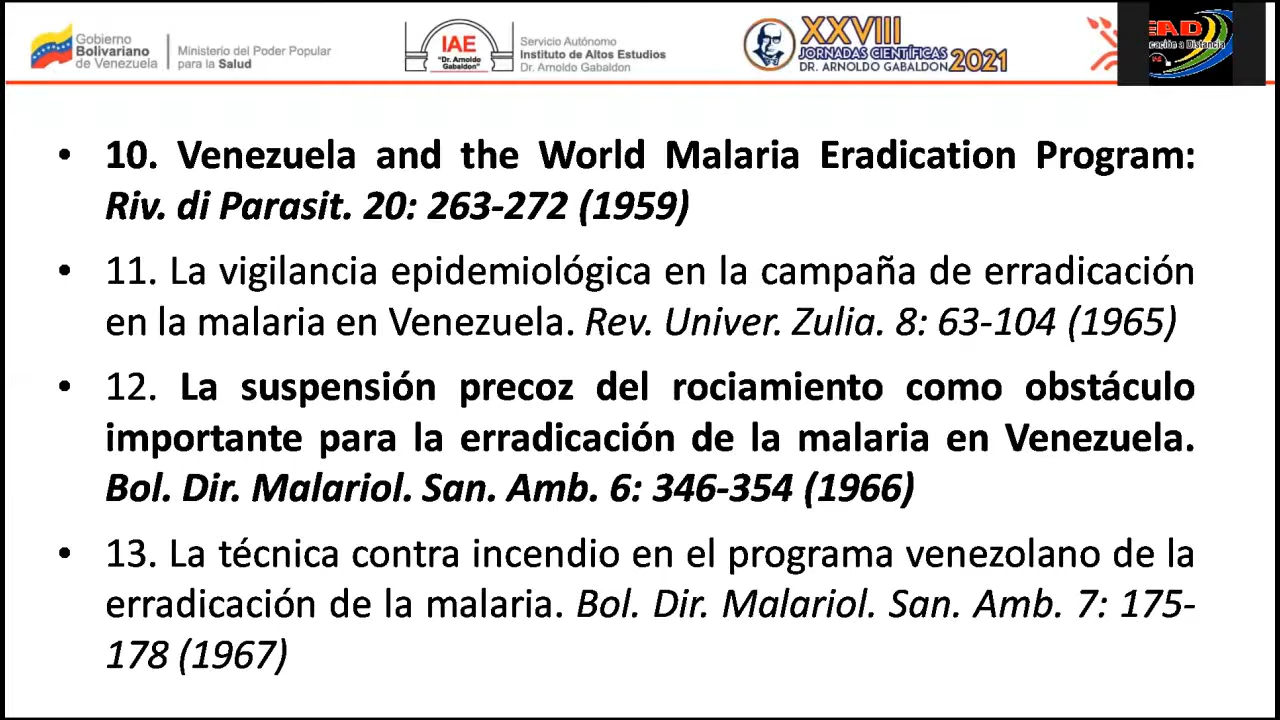 Gobierno
Bolivariano
de Venezuela
Ministerio del Poder Popular
para la Salud
IAE
"Dr. Arnoldo
Gabaldon"
Servicio Autónomo
Instituto de Altos Estudios
Dr. Arnoldo Gabaldon
XXVIII
JORNADAS CIENTÍFICAS
DR. ARNOLDO GABALDON
2021
EAD
a Distancia
• 10. Venezuela and the World Malaria Eradication Program:
Riv. di Parasit. 20: 263-272 (1959)
• 11. La vigilancia epidemiológica en la campaña de erradicación
en la malaria en Venezuela. Rev. Univer. Zulia. 8: 63-104 (1965)
• 12. La suspensión precoz del rociamiento como obstáculo
importante para la erradicación de la malaria en Venezuela.
Bol. Dir. Malariol. San. Amb. 6: 346-354 (1966)
• 13. La técnica contra incendio en el programa venezolano de la
erradicación de la malaria. Bol. Dir. Malariol. San. Amb. 7: 175-
178 (1967)